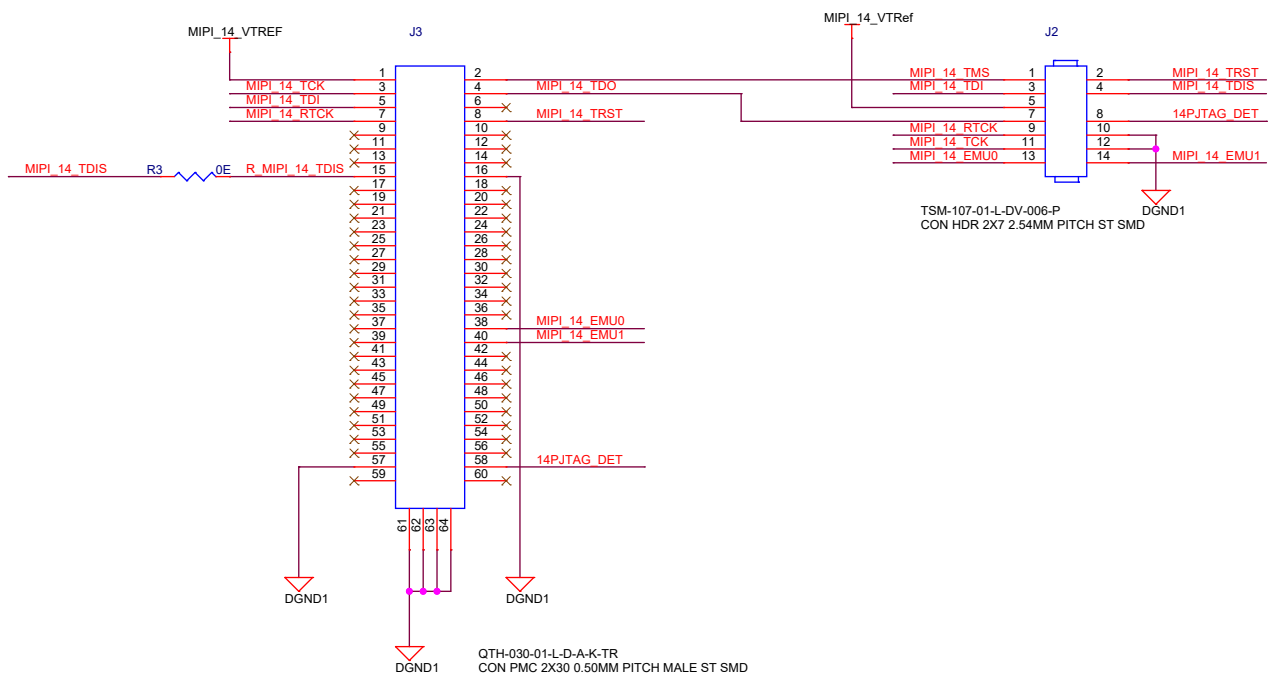 MIPI_14_VTREF
J3
MIPI_14_VTRef
J2
1 2
MIPI_14_TCK 3 4 MIPI_14_TDO
MIPI_14_TDI 5 6
MIPI_14_RTCK 7 8 MIPI_14_TRST
9 10
11 12
13 14
MIPI_14_TDIS R3 0E R_MIPI_14_TDIS 15 16
17 18
19 20
21 22
23 24
25 26
27 28
29 30
31 32
33 34
35 36
37 38 MIPI_14_EMU0
39 40 MIPI_14_EMU1
41 42
43 44
45 46
47 48
49 50
51 52
53 54
55 56
57 58 14PJTAG_DET
59 60
61 62 63 64
DGND1
DGND1
DGND1
QTH-030-01-L-D-A-K-TR
CON PMC 2X30 0.50MM PITCH MALE ST SMD
MIPI_14_TMS 1 2 MIPI_14_TRST
MIPI_14_TDI 3 4 MIPI_14_TDIS
5
7 8 14PJTAG_DET
MIPI_14_RTCK 9 10
MIPI_14_TCK 11 12
MIPI_14_EMU0 13 14 MIPI_14_EMU1
DGND1
TSM-107-01-L-DV-006-P
CON HDR 2X7 2.54MM PITCH ST SMD